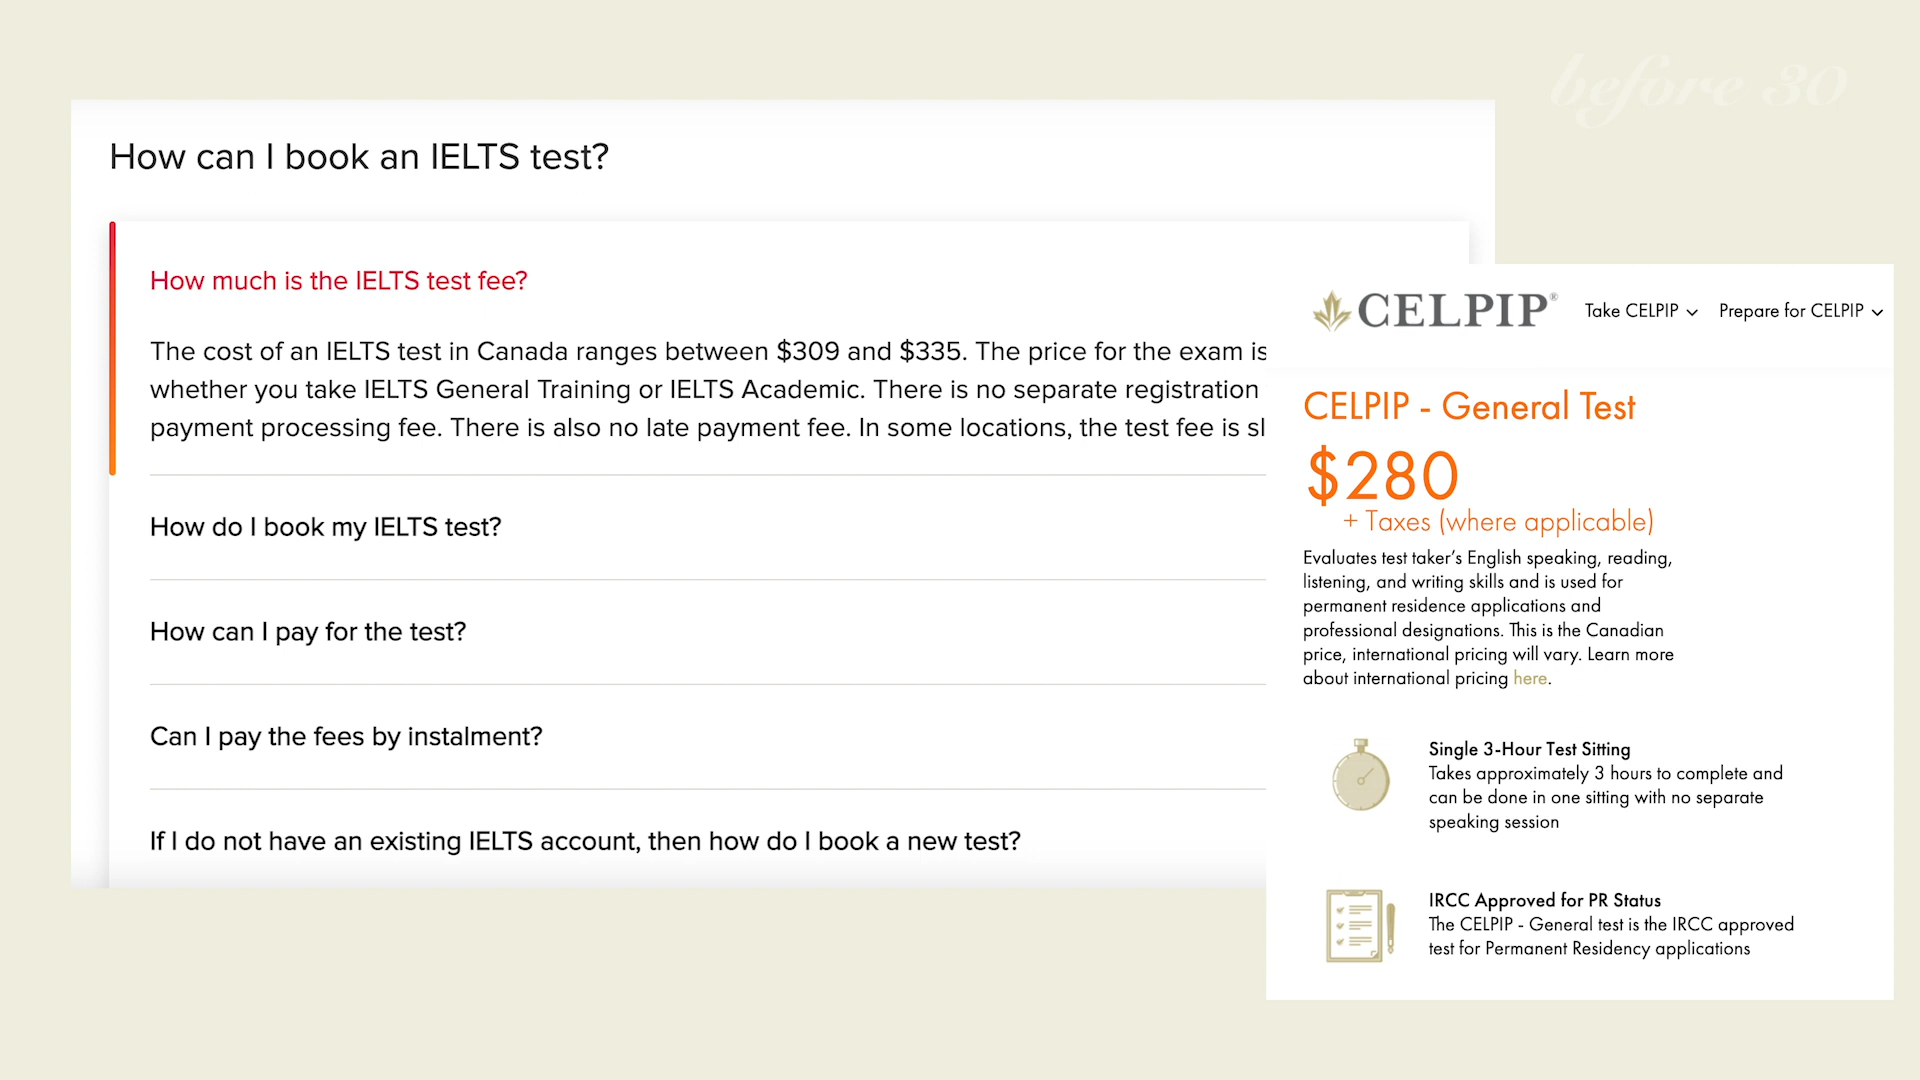 before 30
How can I book an IELTS test?
How much is the IELTS test fee?
The cost of an IELTS test in Canada ranges between $309 and $335. The price for the exam is
whether you take IELTS General Training or IELTS Academic. There is no separate registration
payment processing fee. There is also no late payment fee. In some locations, the test fee is sl
How do I book my IELTS test?
How can I pay for the test?
Can I pay the fees by instalment?
If I do not have an existing IELTS account, then how do I book a new test?
CELPIP® Take CELPIP Prepare for CELPIP
CELPIP - General Test
$280
+ Taxes (where applicable)
Evaluates test taker's English speaking, reading,
listening, and writing skills and is used for
permanent residence applications and
professional designations. This is the Canadian
price, international pricing will vary. Learn more
about international pricing here.
Single 3-Hour Test Sitting
Takes approximately 3 hours to complete and
can be done in one sitting with no separate
speaking session
IRCC Approved for PR Status
The CELPIP - General test is the IRCC approved
test for Permanent Residency applications